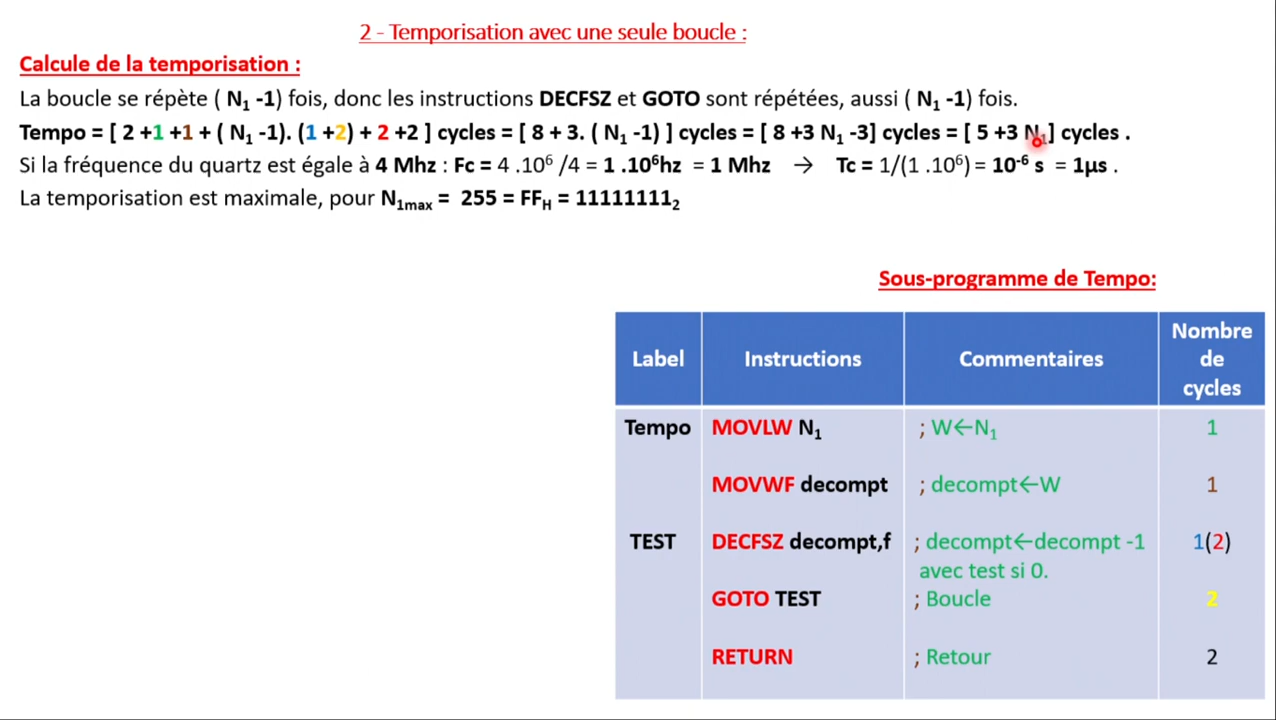 2 - Temporisation avec une seule boucle :
Calcule de la temporisation :
La boucle se répète ( N₁ -1) fois, donc les instructions DECFSZ et GOTO sont répétées, aussi ( N₁ -1) fois.
Tempo = [ 2 +1 +1 + ( N₁ -1). (1 +2) + 2 +2 ] cycles = [ 8 + 3. ( N₁ -1) ] cycles = [ 8 +3 N₁ -3] cycles = [ 5 +3 N₁] cycles .
Si la fréquence du quartz est égale à 4 Mhz : Fc = 4 .10⁶ /4 = 1 .10⁶hz = 1 Mhz → Tc = 1/(1 .10⁶) = 10⁻⁶ s = 1µs .
La temporisation est maximale, pour N₁ₘₐₓ = 255 = FF_H = 11111111₂
Sous-programme de Tempo:
Label Instructions Commentaires Nombre de cycles
Tempo MOVLW N₁ ; W←N₁ 1
MOVWF decompt ; decompt←W 1
TEST DECFSZ decompt,f ; decompt←decompt -1 1(2)
avec test si 0.
GOTO TEST ; Boucle 2
RETURN ; Retour 2